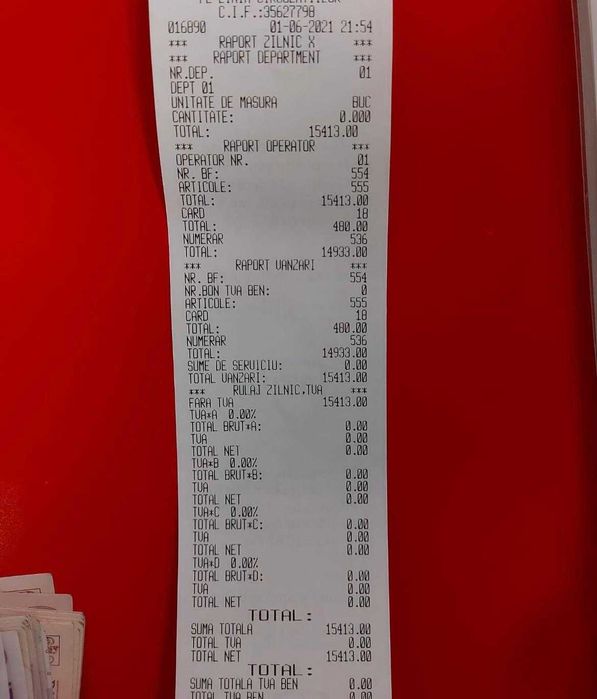 C.I.F.:35627798
016890 01-06-2021 21:54
*** RAPORT ZILNIC X ***
*** RAPORT DEPARTMENT ***
NR.DEP. 01
DEPT 01
UNITATE DE MASURA BUC
CANTITATE: 0.000
TOTAL: 15413.00
*** RAPORT OPERATOR ***
OPERATOR NR. 01
NR. BF: 554
ARTICOLE: 555
TOTAL: 15413.00
CARD 18
TOTAL: 480.00
NUMERAR 536
TOTAL: 14933.00
*** RAPORT VANZARI ***
NR. BF: 554
NR.BON TVA BEN: 0
ARTICOLE: 555
CARD 18
TOTAL: 480.00
NUMERAR 536
TOTAL: 14933.00
SUME DE SERVICIU: 0.00
TOTAL VANZARI: 15413.00
*** RULAJ ZILNIC,TVA ***
FARA TVA 15413.00
TVA*A 0.00%
TOTAL BRUT*A: 0.00
TVA 0.00
TOTAL NET 0.00
TVA*B 0.00%
TOTAL BRUT*B: 0.00
TVA 0.00
TOTAL NET 0.00
TVA*C 0.00%
TOTAL BRUT*C: 0.00
TVA 0.00
TOTAL NET 0.00
TVA*D 0.00%
TOTAL BRUT*D: 0.00
TVA 0.00
TOTAL NET 0.00
TOTAL:
SUMA TOTALA 15413.00
TOTAL TVA 0.00
TOTAL NET 15413.00
TOTAL:
SUMA TOTALA TVA BEN 0.00
TOTAL TVA BEN 0.00